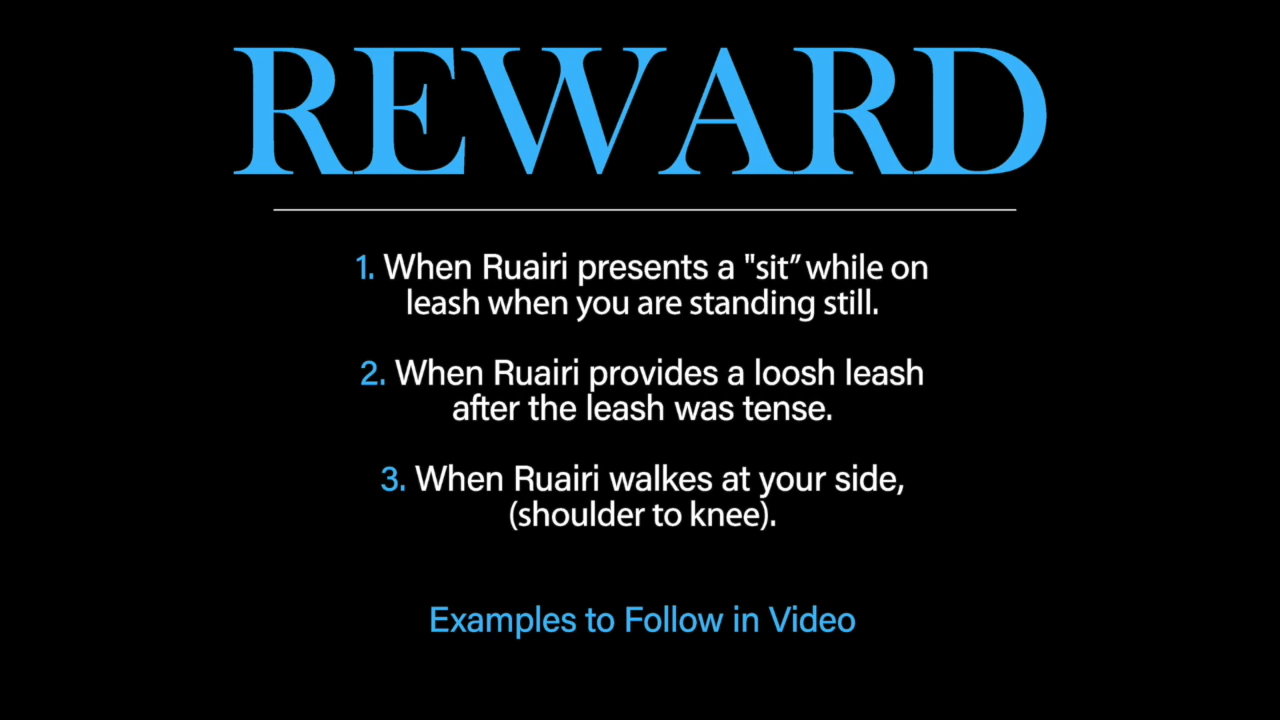 REWARD
1. When Ruairi presents a "sit” while on
leash when you are standing still.
2. When Ruairi provides a loosh leash
after the leash was tense.
3. When Ruairi walkes at your side,
(shoulder to knee).
Examples to Follow in Video